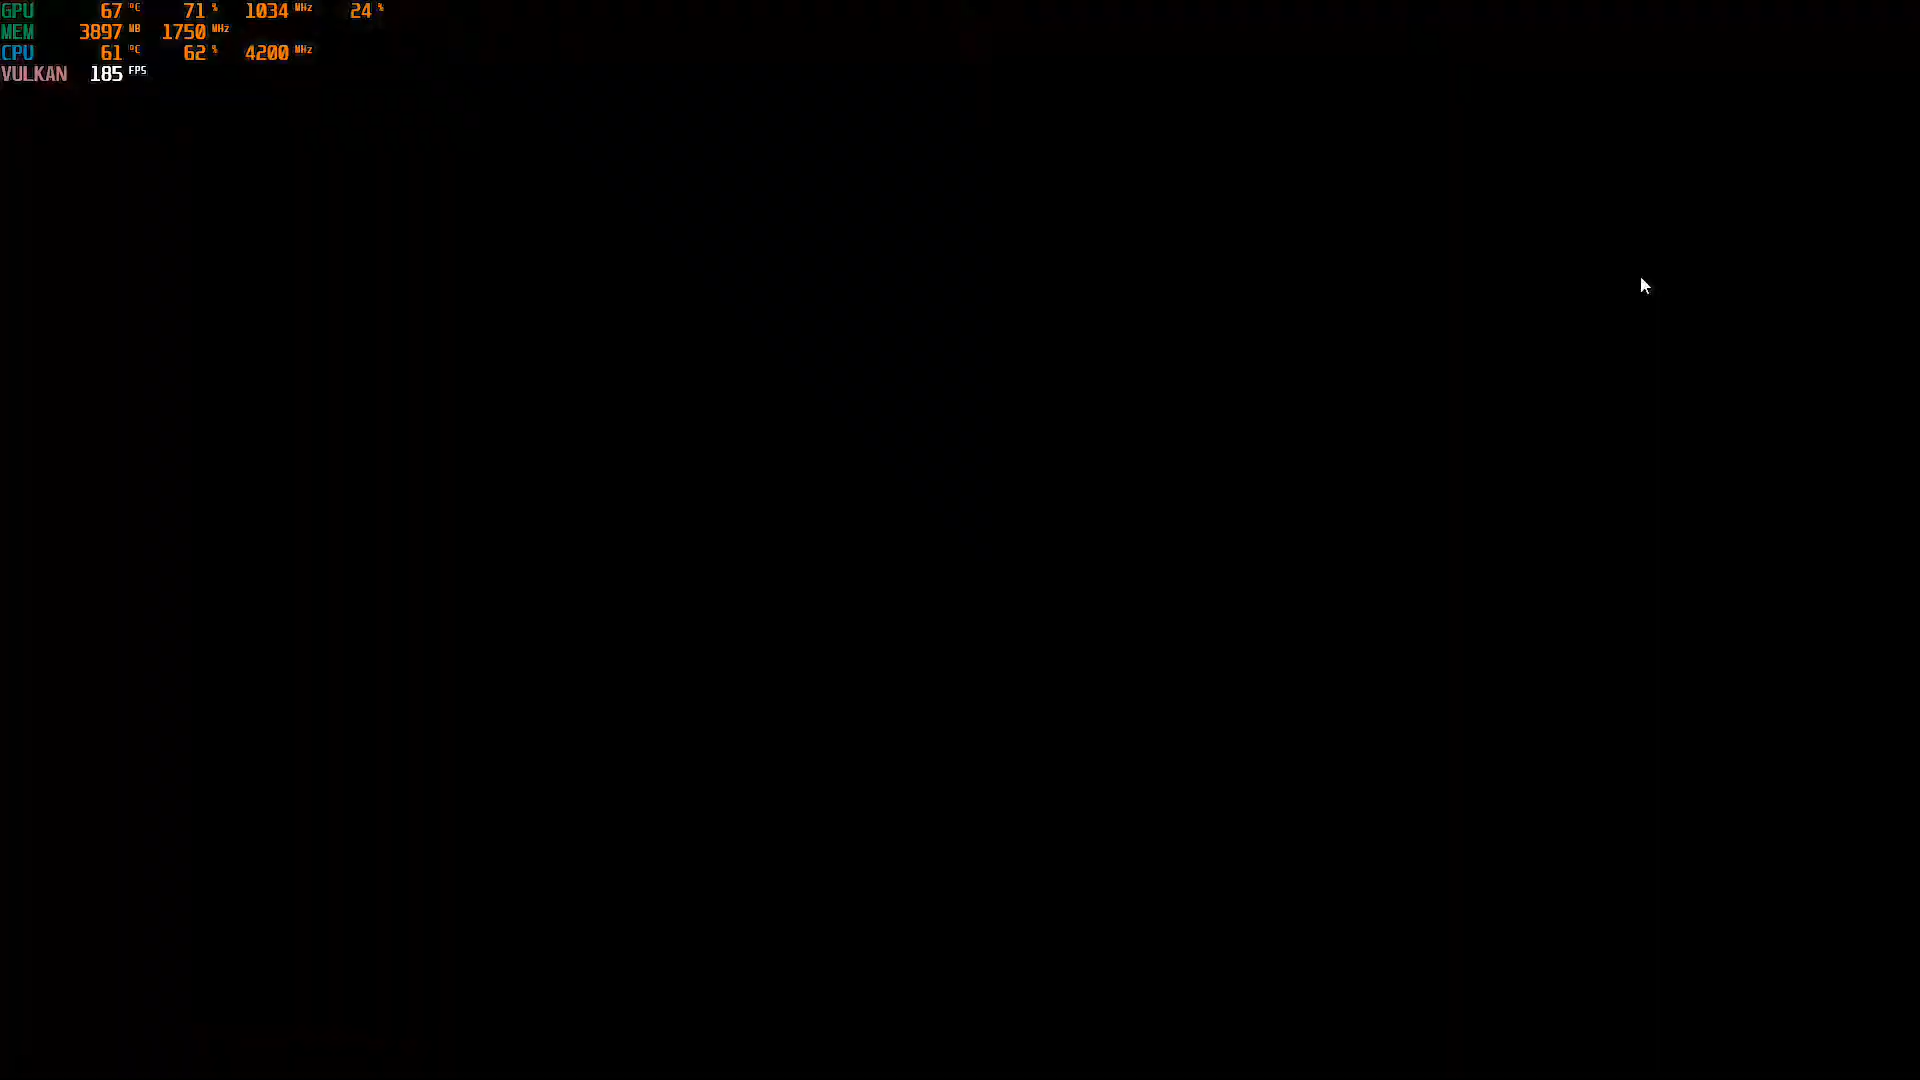 GPU 67 °C 71 % 1034 MHz 24 %
MEM 3897 MB 1750 MHz
CPU 61 °C 62 % 4200 MHz
VULKAN 185 FPS